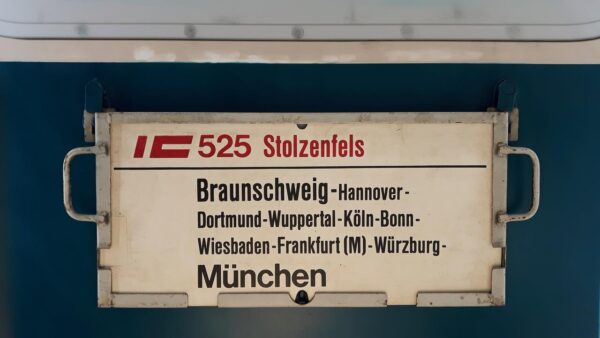 IC 525 Stolzenfels
Braunschweig-Hannover-
Dortmund-Wuppertal-Köln-Bonn-
Wiesbaden-Frankfurt (M)-Würzburg-
München